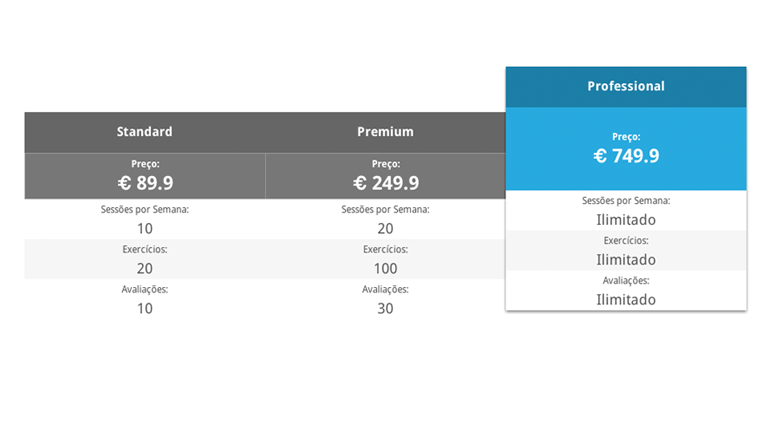 Standard
Preço:
€ 89.9
Sessões por Semana:
10
Exercícios:
20
Avaliações:
10
Premium
Preço:
€ 249.9
Sessões por Semana:
20
Exercícios:
100
Avaliações:
30
Professional
Preço:
€ 749.9
Sessões por Semana:
Ilimitado
Exercícios:
Ilimitado
Avaliações:
Ilimitado